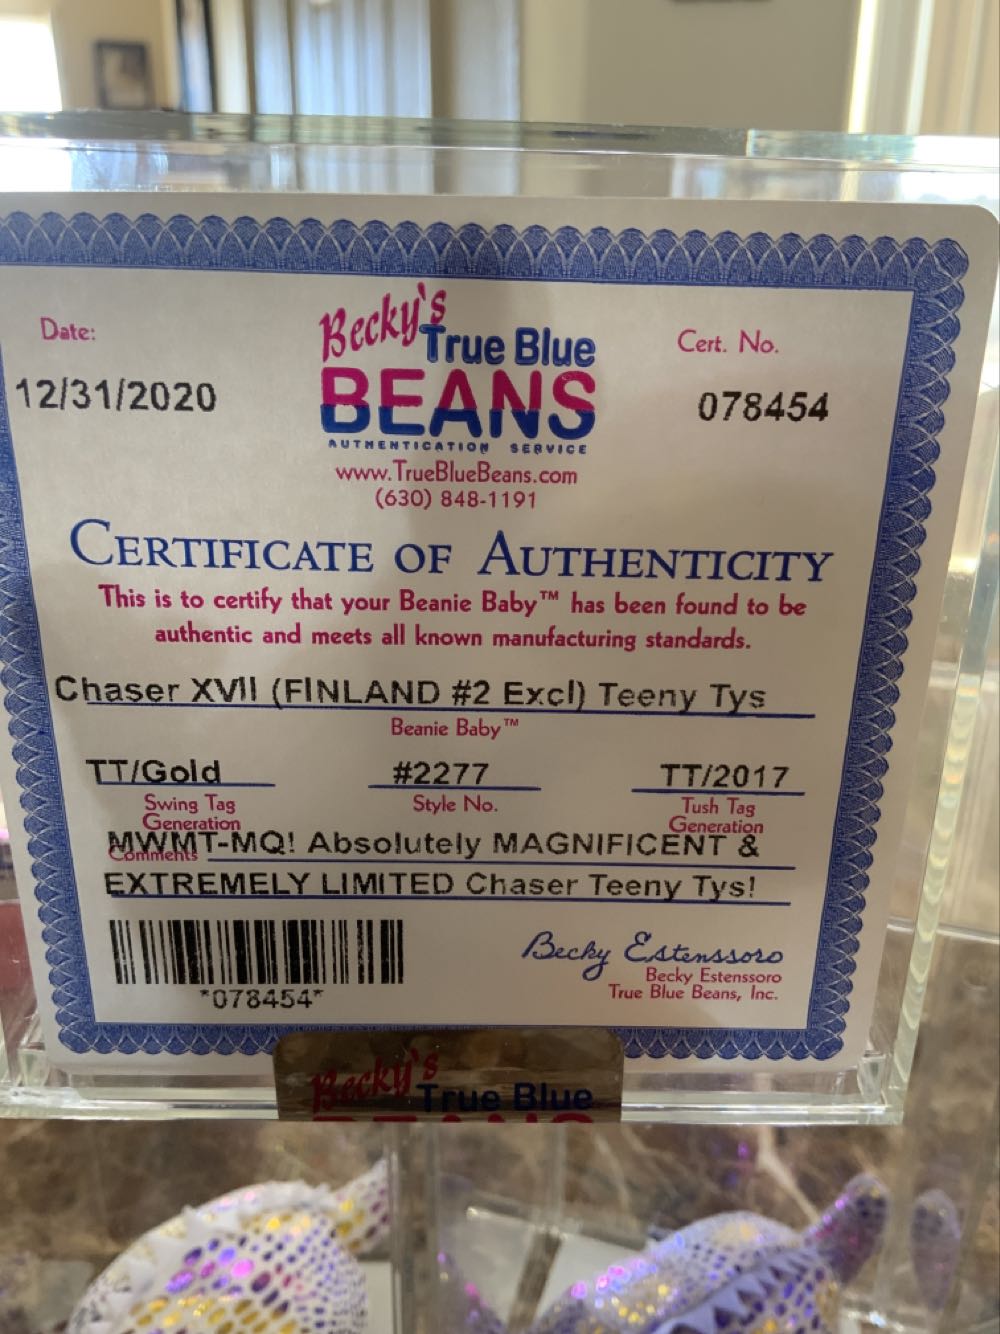 Date:
12/31/2020
Becky's
True Blue
BEANS
AUTHENTICATION SERVICE
www.TrueBlueBeans.com
(630) 848-1191
Cert. No.
078454
CERTIFICATE OF AUTHENTICITY
This is to certify that your Beanie Baby™ has been found to be
authentic and meets all known manufacturing standards.
Chaser XVII (FINLAND #2 Excl) Teeny Tys
Beanie Baby™
TT/Gold
Swing Tag
Generation
#2277
Style No.
TT/2017
Tush Tag
Generation
Comments
MWMT-MQ! Absolutely MAGNIFICENT &
EXTREMELY LIMITED Chaser Teeny Tys!
*078454*
Becky Estenssoro
Becky Estenssoro
True Blue Beans, Inc.
Becky's
True Blue
BEANS